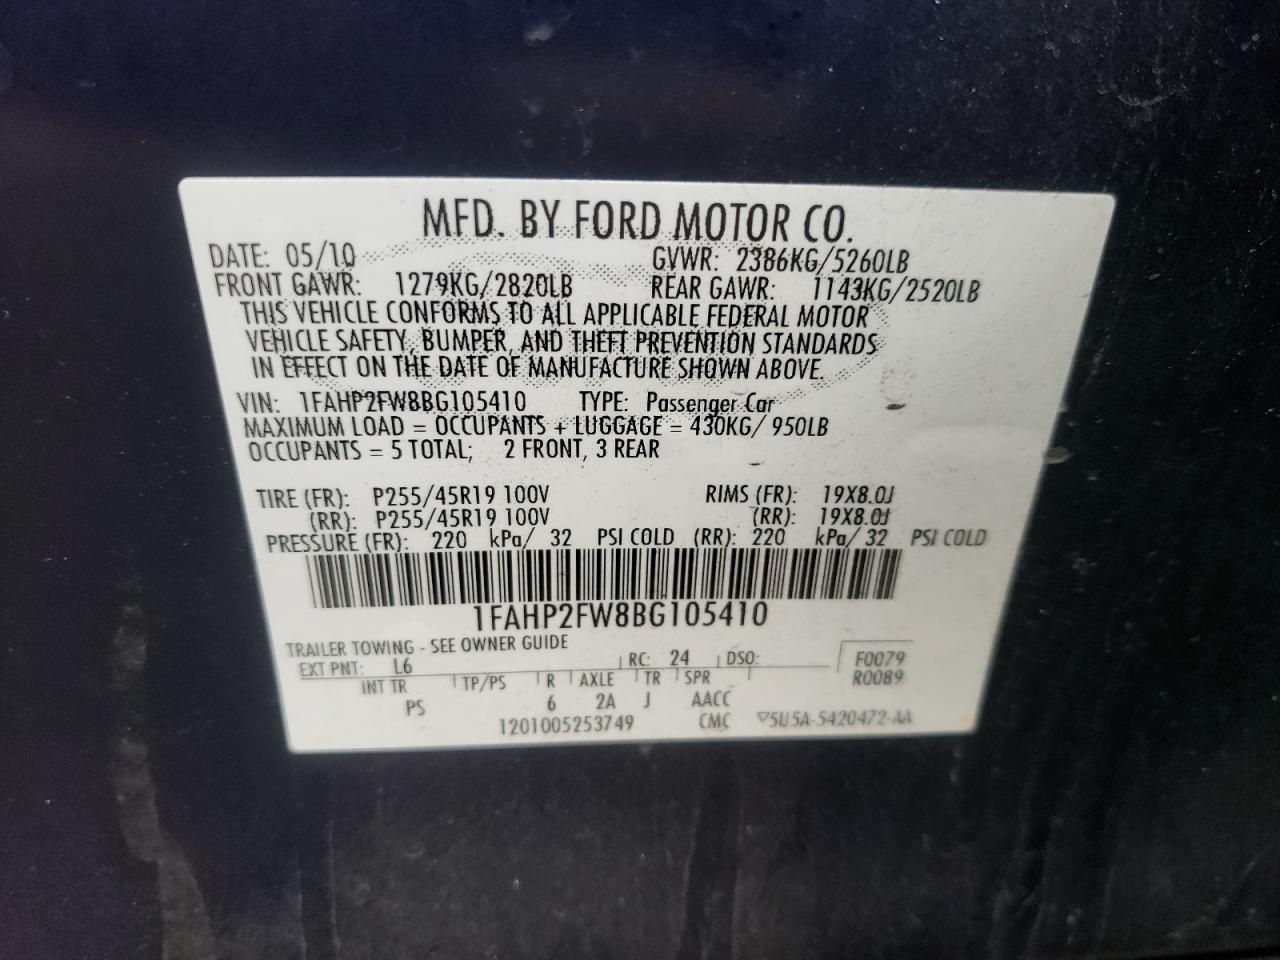 MFD. BY FORD MOTOR CO.
DATE: 05/10 GVWR: 2386KG/5260LB
FRONT GAWR: 1279KG/2820LB REAR GAWR: 1143KG/2520LB
THIS VEHICLE CONFORMS TO ALL APPLICABLE FEDERAL MOTOR
VEHICLE SAFETY, BUMPER, AND THEFT PREVENTION STANDARDS
IN EFFECT ON THE DATE OF MANUFACTURE SHOWN ABOVE.
VIN: 1FAHP2FW8BG105410 TYPE: Passenger Car
MAXIMUM LOAD = OCCUPANTS + LUGGAGE = 430KG/ 950LB
OCCUPANTS = 5 TOTAL; 2 FRONT, 3 REAR
TIRE (FR): P255/45R19 100V RIMS (FR): 19X8.0J
(RR): P255/45R19 100V (RR): 19X8.0J
PRESSURE (FR): 220 kPa/ 32 PSI COLD (RR): 220 kPa/ 32 PSI COLD
1FAHP2FW8BG105410
TRAILER TOWING - SEE OWNER GUIDE
EXT PNT: L6 RC: 24 DSO: F0079
INT TR TP/PS R AXLE TR SPR R0089
PS 6 2A J AACC
1201005253749 CMC ▽5U5A-5420472-AA